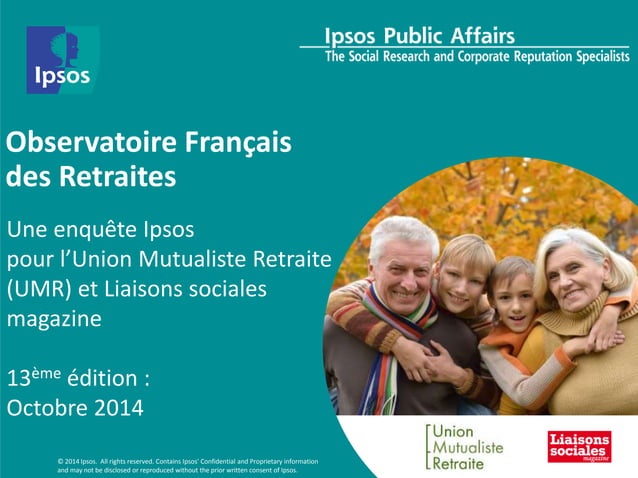 Ipsos
Ipsos Public Affairs
The Social Research and Corporate Reputation Specialists
Observatoire Français
des Retraites
Une enquête Ipsos
pour l’Union Mutualiste Retraite
(UMR) et Liaisons sociales
magazine
13ème édition :
Octobre 2014
© 2014 Ipsos. All rights reserved. Contains Ipsos' Confidential and Proprietary information
and may not be disclosed or reproduced without the prior written consent of Ipsos.
Union
Mutualiste
Retraite
Liaisons
sociales
magazine